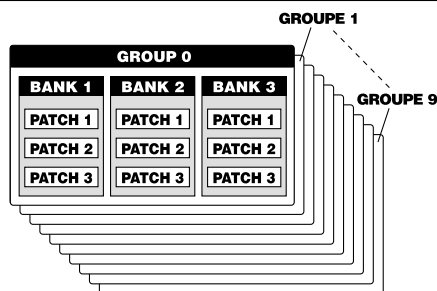 GROUPE 1
GROUP 0
GROUPE 9
BANK 1 BANK 2 BANK 3
PATCH 1 PATCH 1 PATCH 1
PATCH 2 PATCH 2 PATCH 2
PATCH 3 PATCH 3 PATCH 3